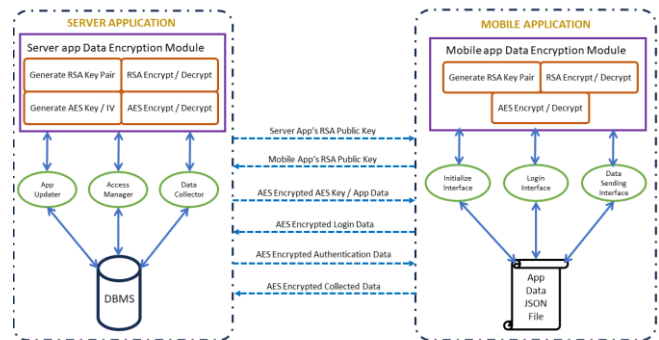 SERVER APPLICATION
Server app Data Encryption Module
Generate RSA Key Pair
RSA Encrypt / Decrypt
Generate AES Key / IV
AES Encrypt / Decrypt
App
Updater
Access
Manager
Data
Collector
DBMS
Server App's RSA Public Key
Mobile App's RSA Public Key
AES Encrypted AES Key / App Data
AES Encrypted Login Data
AES Encrypted Authentication Data
AES Encrypted Collected Data
MOBILE APPLICATION
Mobile app Data Encryption Module
Generate RSA Key Pair
RSA Encrypt / Decrypt
AES Encrypt / Decrypt
Initialize
Interface
Login
Interface
Data
Sending
Interface
App
Data
JSON
File